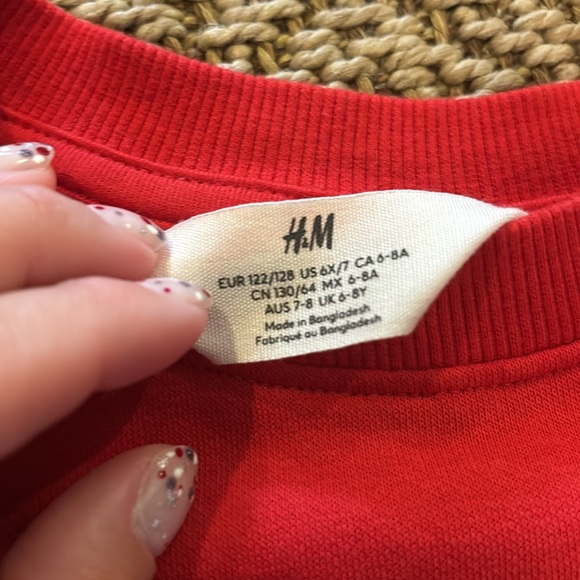 H&M
EUR 122/128 US 6X/7 CA 6-8A
CN 130/64 MX 6-8A
AUS 7-8 UK 6-8Y
Made in Bangladesh
Fabriqué au Bangladesh